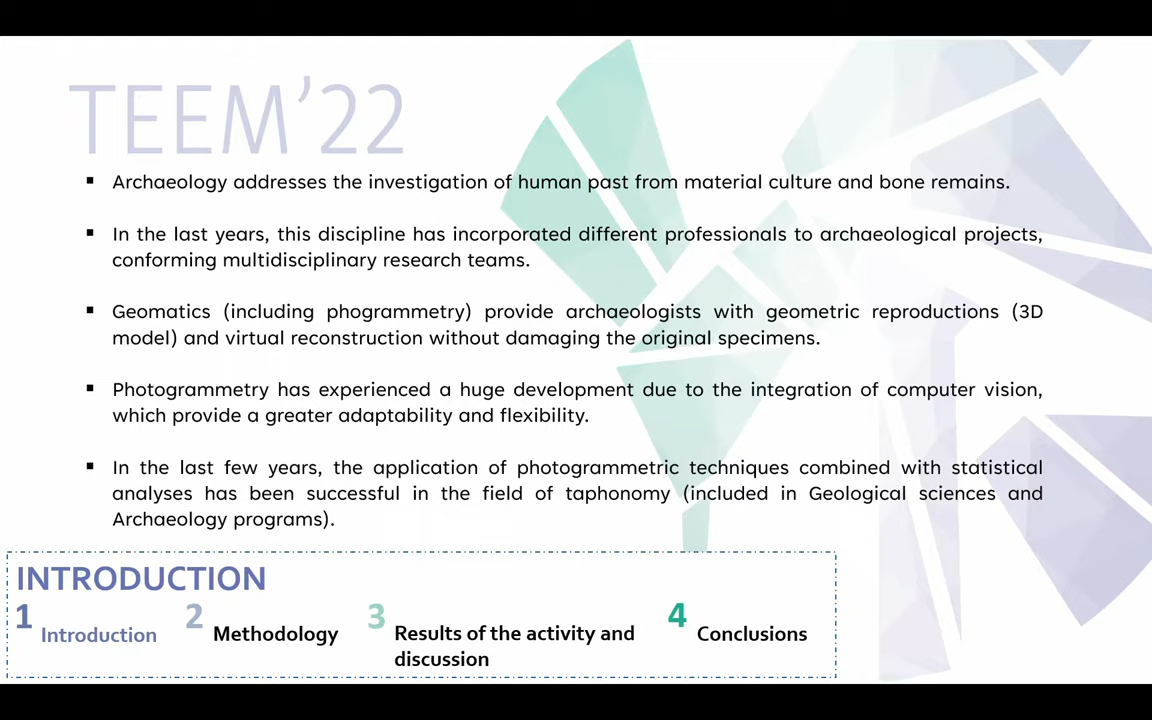 TEEM’22
▪ Archaeology addresses the investigation of human past from material culture and bone remains.
▪ In the last years, this discipline has incorporated different professionals to archaeological projects,
conforming multidisciplinary research teams.
▪ Geomatics (including phogrammetry) provide archaeologists with geometric reproductions (3D
model) and virtual reconstruction without damaging the original specimens.
▪ Photogrammetry has experienced a huge development due to the integration of computer vision,
which provide a greater adaptability and flexibility.
▪ In the last few years, the application of photogrammetric techniques combined with statistical
analyses has been successful in the field of taphonomy (included in Geological sciences and
Archaeology programs).
INTRODUCTION
1 Introduction
2 Methodology
3 Results of the activity and
discussion
4 Conclusions